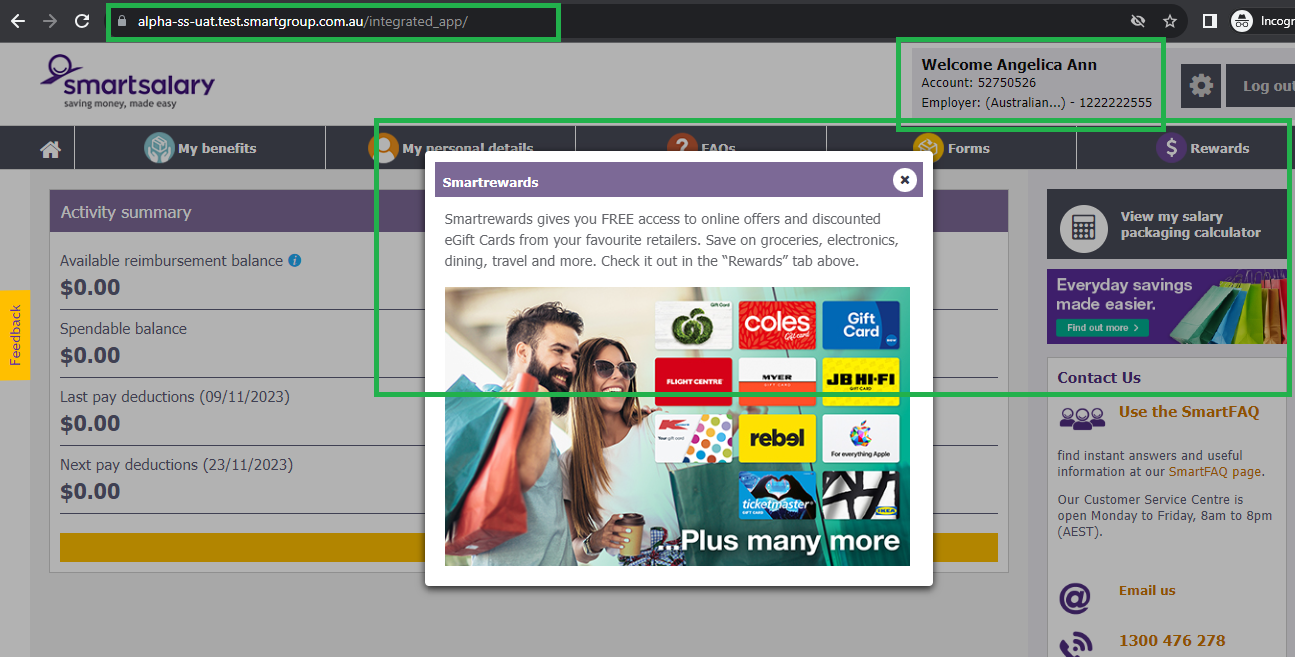 alpha-ss-uat.test.smartgroup.com.au/integrated_app/
Incogr
smartsalary
saving money, made easy
Welcome Angelica Ann
Account: 52750526
Employer: (Australian...) - 1222222555
Log out
My benefits
My personal details
FAQs
Forms
Rewards
Activity summary
Available reimbursement balance
$0.00
Spendable balance
$0.00
Last pay deductions (09/11/2023)
$0.00
Next pay deductions (23/11/2023)
$0.00
Feedback
Smartrewards
Smartrewards gives you FREE access to online offers and discounted
eGift Cards from your favourite retailers. Save on groceries, electronics,
dining, travel and more. Check it out in the “Rewards” tab above.
Gift Card
coles
Gift
Card
FLIGHT CENTRE
MYER
GIFT CARD
JB HI-FI
GIFT CARD
Your gift card
rebel
For everything Apple
ticketmaster
GIFT CARD
IKEA
...Plus many more
View my salary
packaging calculator
Everyday savings
made easier.
Find out more
Contact Us
Use the SmartFAQ
find instant answers and useful
information at our SmartFAQ page.
Our Customer Service Centre is
open Monday to Friday, 8am to 8pm
(AEST).
Email us
1300 476 278